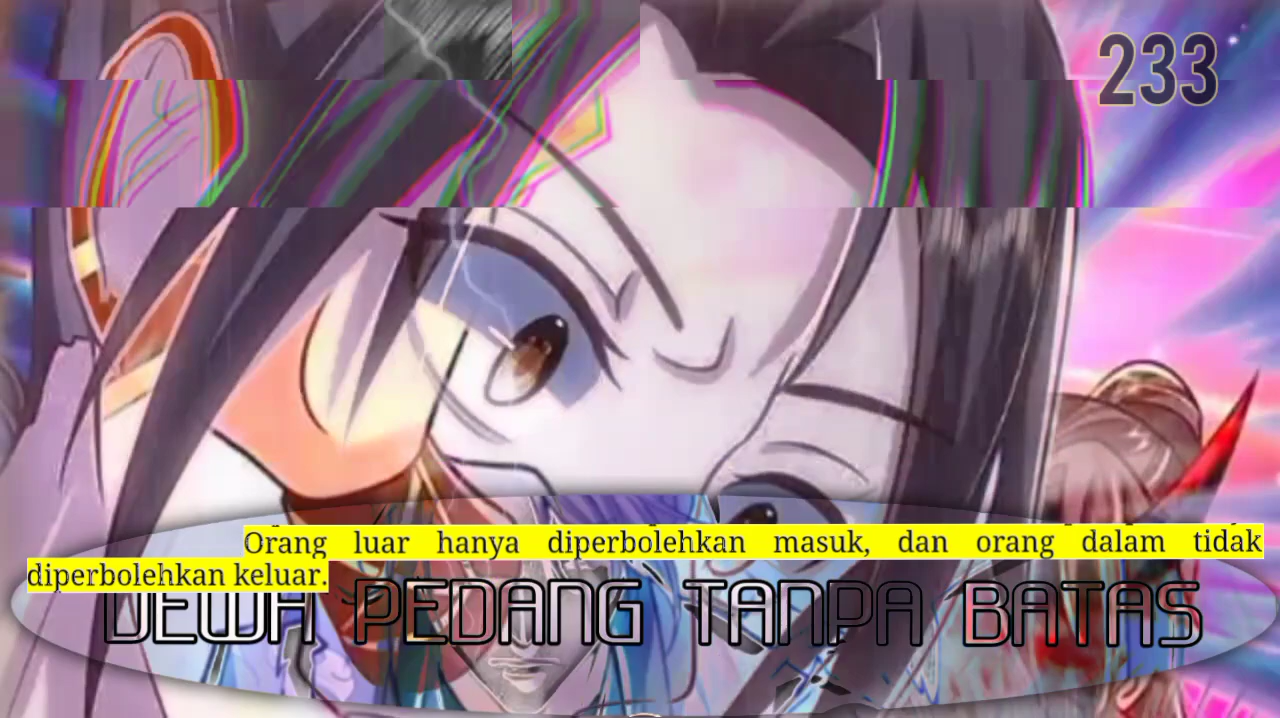 233
Orang luar hanya diperbolehkan masuk, dan orang dalam tidak
diperbolehkan keluar.
DEWA PEDANG TANPA BATAS